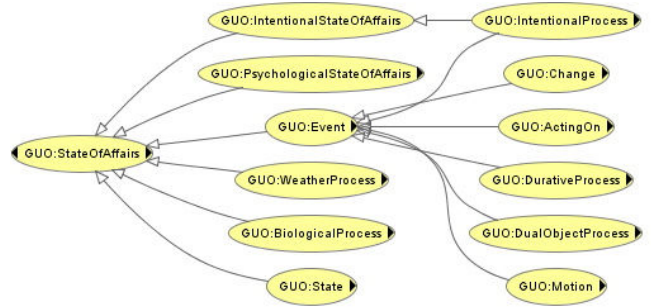 GUO:IntentionalStateOfAffairs
GUO:IntentionalProcess
GUO:PsychologicalStateOfAffairs
GUO:Change
GUO:Event
GUO:ActingOn
GUO:StateOfAffairs
GUO:WeatherProcess
GUO:DurativeProcess
GUO:BiologicalProcess
GUO:DualObjectProcess
GUO:State
GUO:Motion